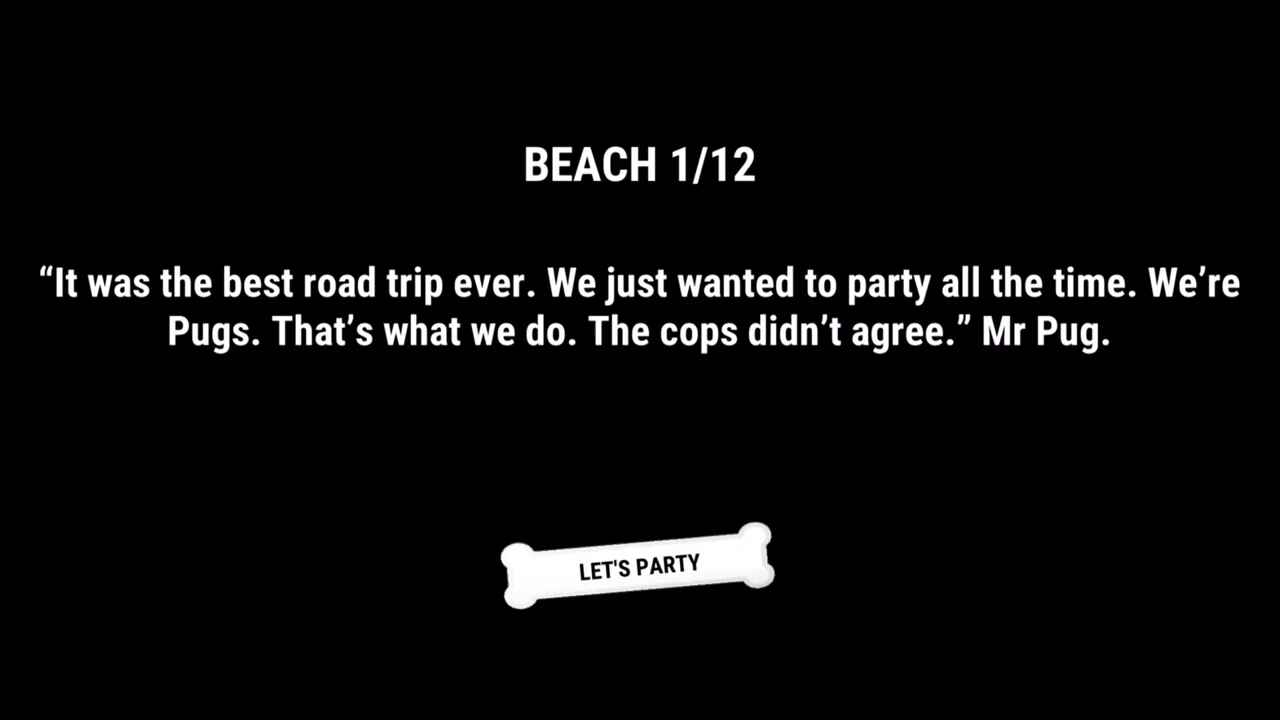 BEACH 1/12
“It was the best road trip ever. We just wanted to party all the time. We’re
Pugs. That’s what we do. The cops didn’t agree.” Mr Pug.
LET'S PARTY